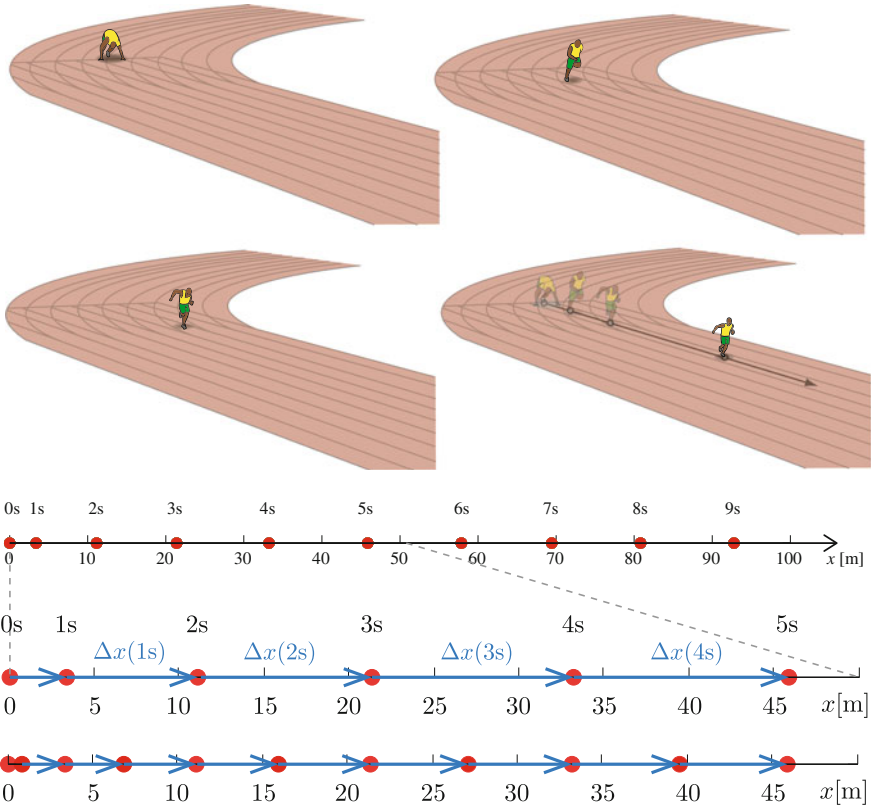 0s 1s 2s 3s 4s 5s 6s 7s 8s 9s
0 10 20 30 40 50 60 70 80 90 100 x [m]
0s 1s 2s 3s 4s 5s
Δx(1s) Δx(2s) Δx(3s) Δx(4s)
0 5 10 15 20 25 30 35 40 45 x[m]
0 5 10 15 20 25 30 35 40 45 x[m]